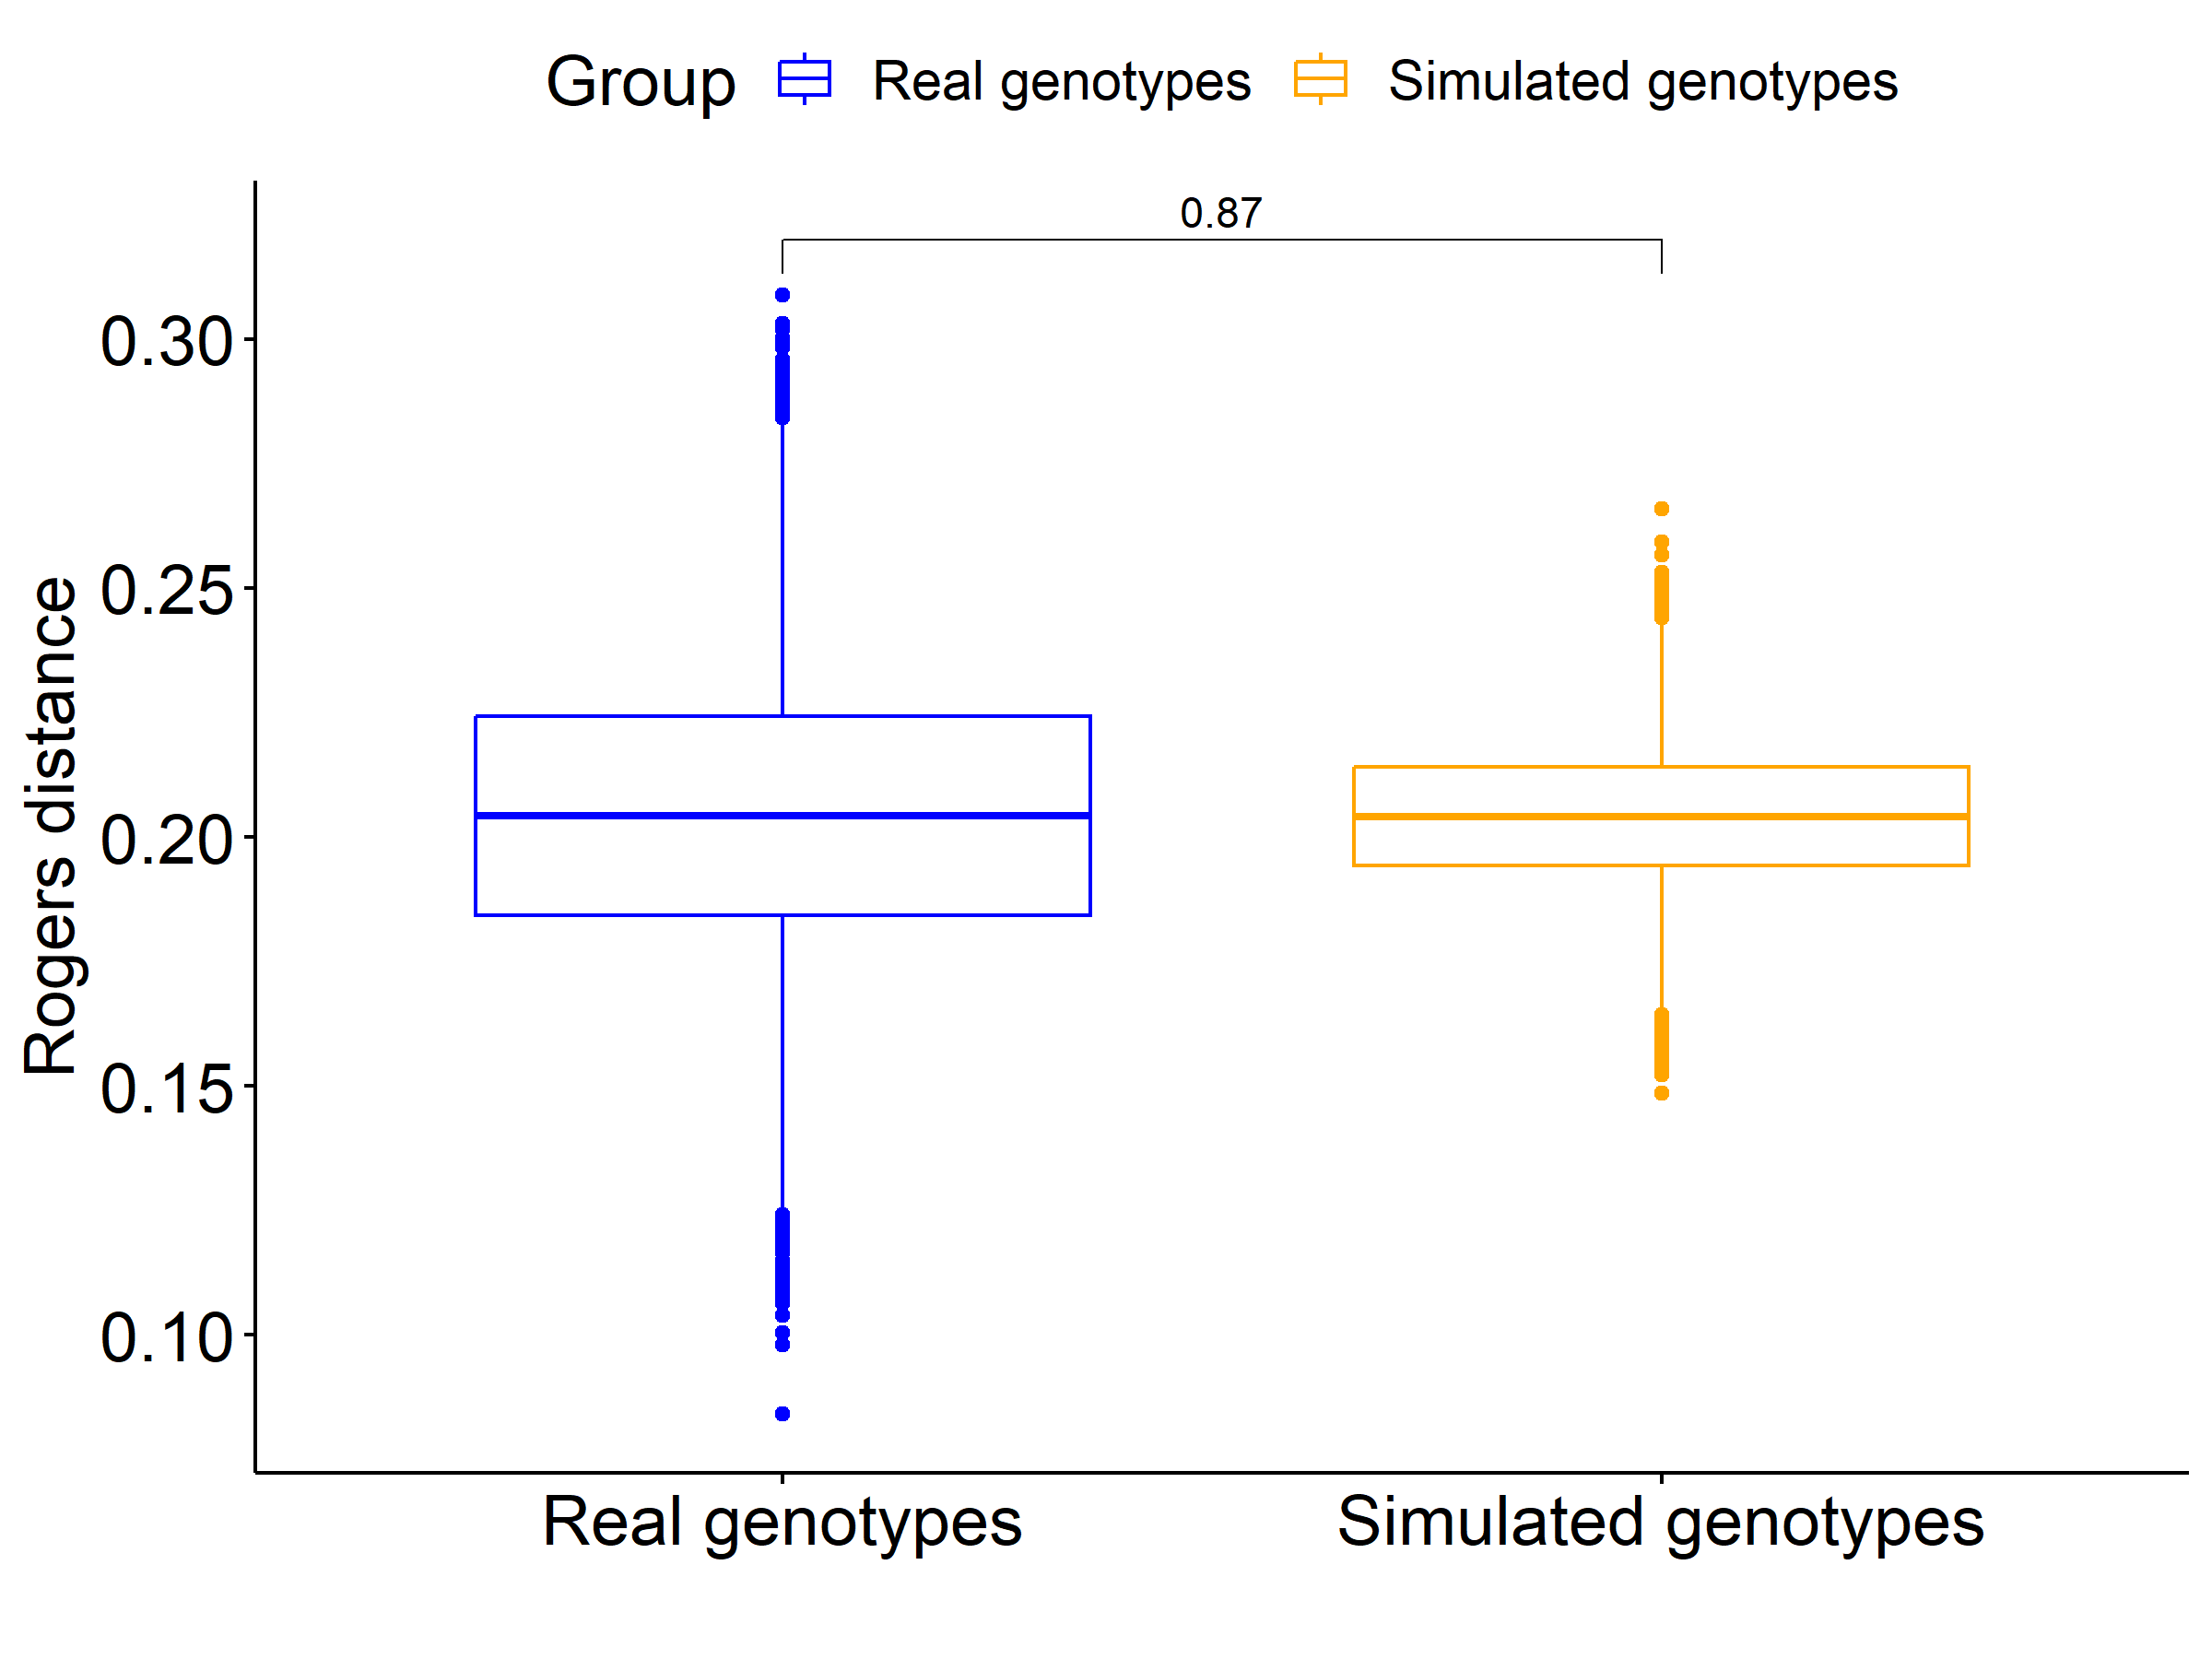 Group Real genotypes Simulated genotypes
0.87
0.30
0.25
0.20
0.15
0.10
Rogers distance
Real genotypes Simulated genotypes